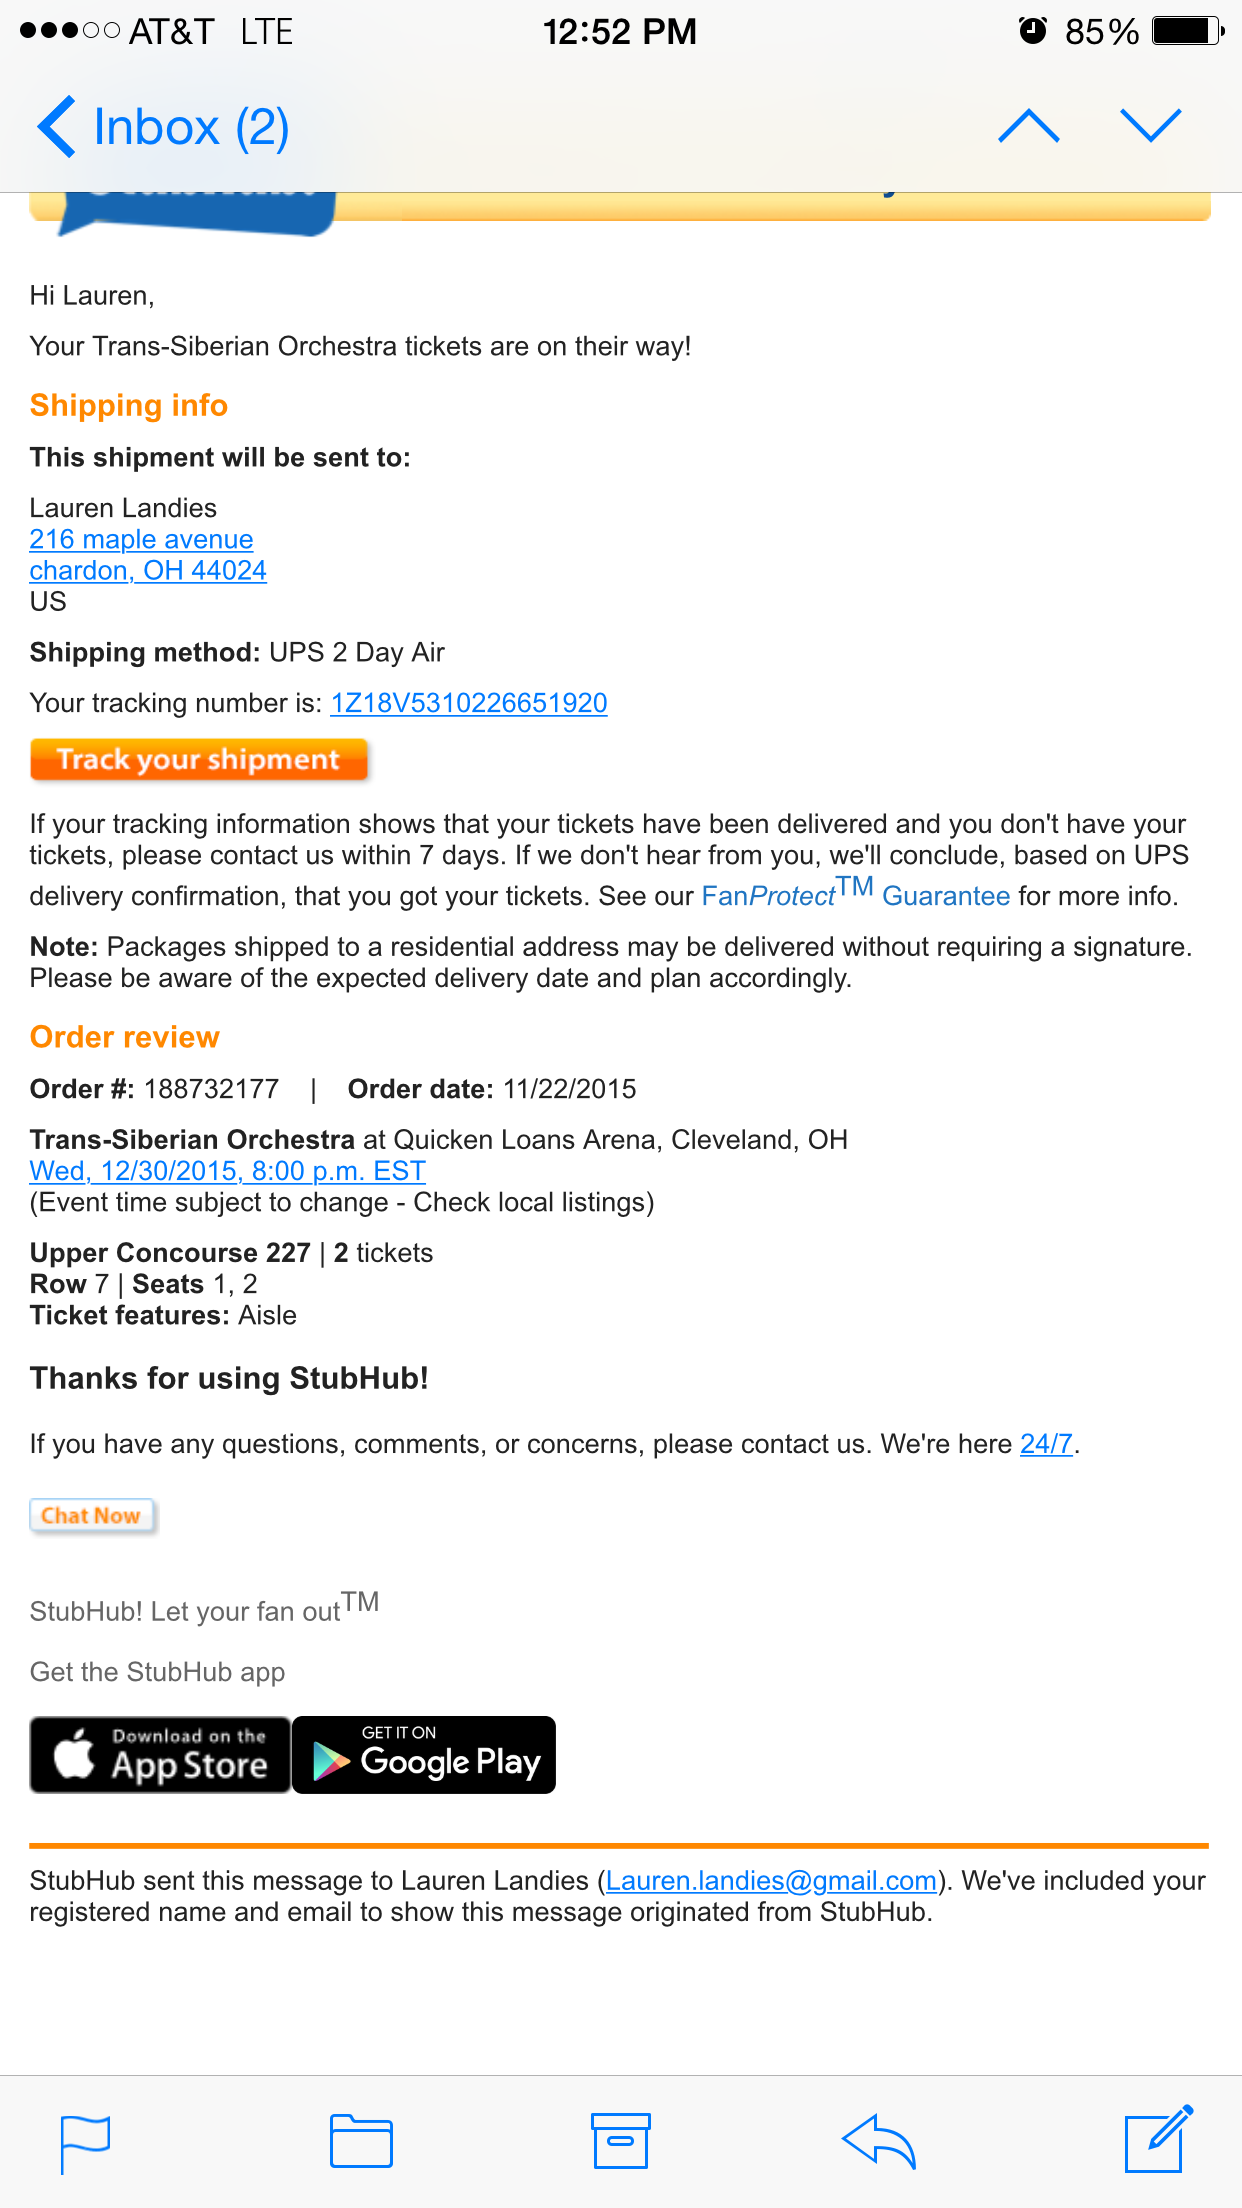 AT&T LTE 12:52 PM 85%
Inbox (2)
Hi Lauren,
Your Trans-Siberian Orchestra tickets are on their way!
Shipping info
This shipment will be sent to:
Lauren Landies
216 maple avenue
chardon, OH 44024
US
Shipping method: UPS 2 Day Air
Your tracking number is: 1Z18V5310226651920
Track your shipment
If your tracking information shows that your tickets have been delivered and you don't have your
tickets, please contact us within 7 days. If we don't hear from you, we'll conclude, based on UPS
delivery confirmation, that you got your tickets. See our FanProtect™ Guarantee for more info.
Note: Packages shipped to a residential address may be delivered without requiring a signature.
Please be aware of the expected delivery date and plan accordingly.
Order review
Order #: 188732177 | Order date: 11/22/2015
Trans-Siberian Orchestra at Quicken Loans Arena, Cleveland, OH
Wed, 12/30/2015, 8:00 p.m. EST
(Event time subject to change - Check local listings)
Upper Concourse 227 | 2 tickets
Row 7 | Seats 1, 2
Ticket features: Aisle
Thanks for using StubHub!
If you have any questions, comments, or concerns, please contact us. We're here 24/7.
Chat Now
StubHub! Let your fan out™
Get the StubHub app
Download on the
App Store
GET IT ON
Google Play
StubHub sent this message to Lauren Landies (Lauren.landies@gmail.com). We've included your
registered name and email to show this message originated from StubHub.